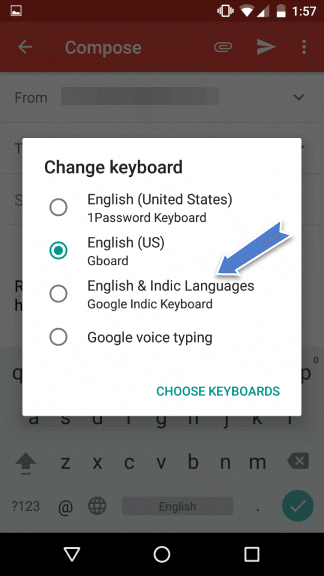 1:57
Compose
From
T
S
Change keyboard
English (United States)
1Password Keyboard
English (US)
Gboard
English & Indic Languages
Google Indic Keyboard
Google voice typing
CHOOSE KEYBOARDS
R
h
q p 0
a s d f g h j k l
z x c v b n m
?123 @ English .